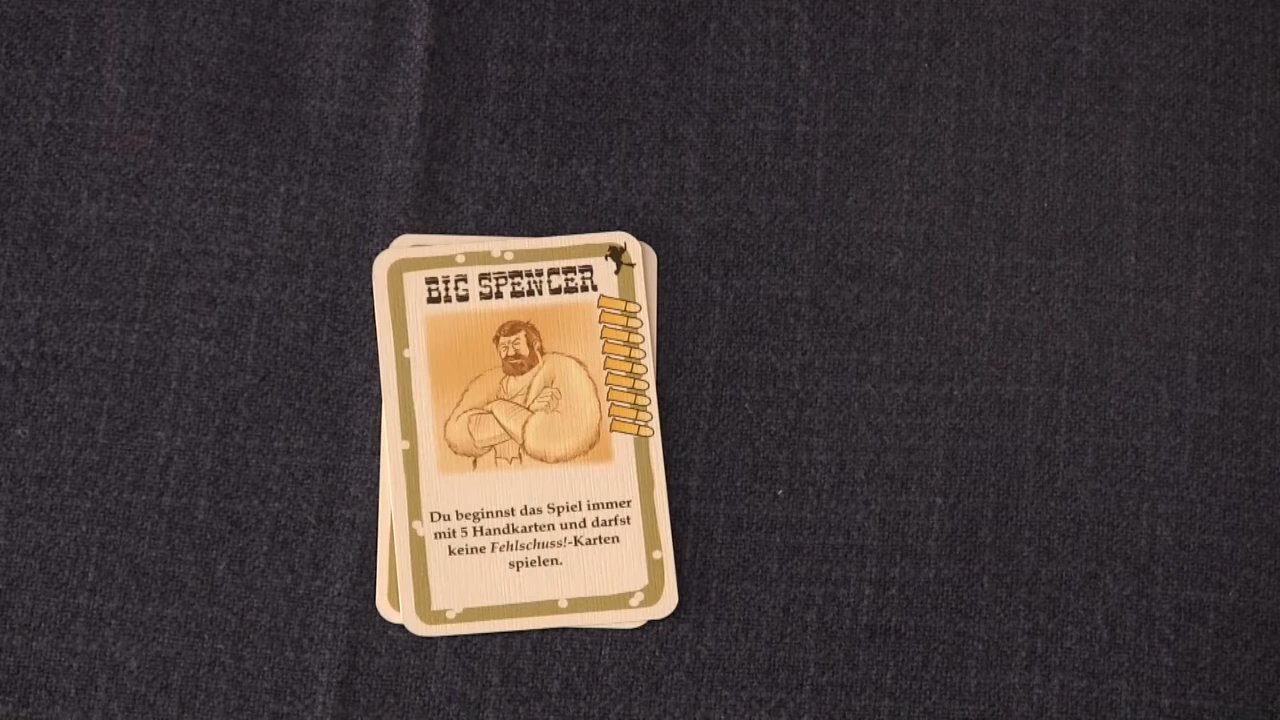 BIG SPENCER
Du beginnst das Spiel immer
mit 5 Handkarten und darfst
keine Fehlschuss!-Karten
spielen.